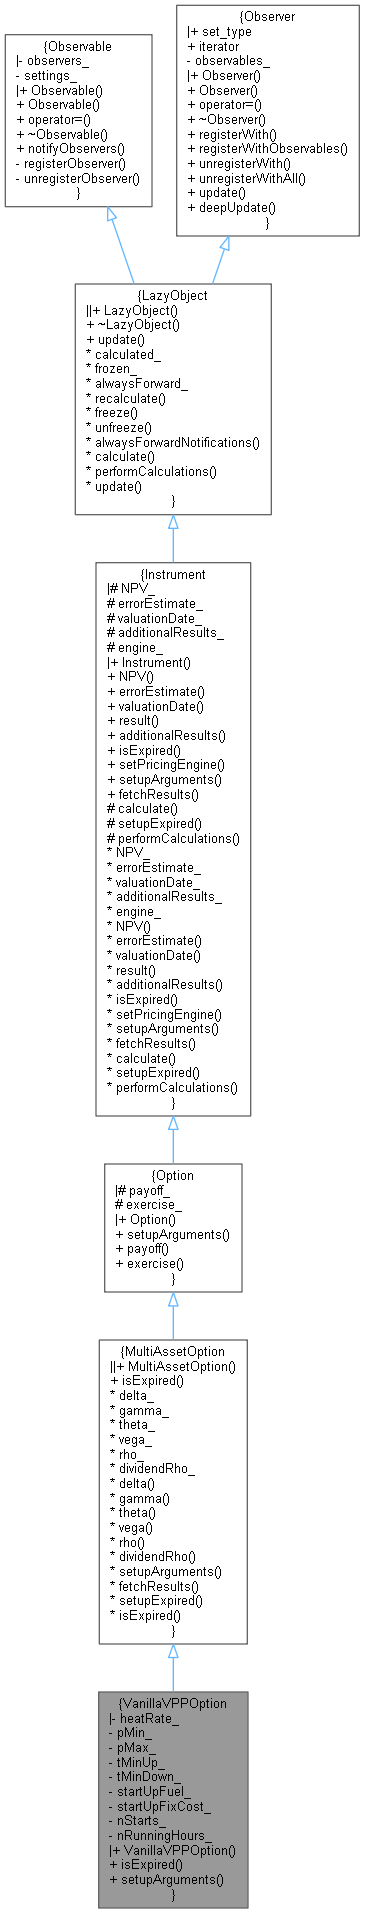 {Observable
|- observers_
- settings_
|+ Observable()
+ Observable()
+ operator=()
+ ~Observable()
+ notifyObservers()
- registerObserver()
- unregisterObserver()
}
{Observer
|+ set_type
+ iterator
- observables_
|+ Observer()
+ Observer()
+ operator=()
+ ~Observer()
+ registerWith()
+ registerWithObservables()
+ unregisterWith()
+ unregisterWithAll()
+ update()
+ deepUpdate()
}
{LazyObject
||+ LazyObject()
+ ~LazyObject()
+ update()
* calculated_
* frozen_
* alwaysForward_
* recalculate()
* freeze()
* unfreeze()
* alwaysForwardNotifications()
* calculate()
* performCalculations()
* update()
}
{Instrument
|# NPV_
# errorEstimate_
# valuationDate_
# additionalResults_
# engine_
|+ Instrument()
+ NPV()
+ errorEstimate()
+ valuationDate()
+ result()
+ additionalResults()
+ isExpired()
+ setPricingEngine()
+ setupArguments()
+ fetchResults()
# calculate()
# setupExpired()
# performCalculations()
* NPV_
* errorEstimate_
* valuationDate_
* additionalResults_
* engine_
* NPV()
* errorEstimate()
* valuationDate()
* result()
* additionalResults()
* isExpired()
* setPricingEngine()
* setupArguments()
* fetchResults()
* calculate()
* setupExpired()
* performCalculations()
}
{Option
|# payoff_
# exercise_
|+ Option()
+ setupArguments()
+ payoff()
+ exercise()
}
{MultiAssetOption
||+ MultiAssetOption()
+ isExpired()
* delta_
* gamma_
* theta_
* vega_
* rho_
* dividendRho_
* delta()
* gamma()
* theta()
* vega()
* rho()
* dividendRho()
* setupArguments()
* fetchResults()
* setupExpired()
* isExpired()
}
{VanillaVPPOption
|- heatRate_
- pMin_
- pMax_
- tMinUp_
- tMinDown_
- startUpFuel_
- startUpFixCost_
- nStarts_
- nRunningHours_
|+ VanillaVPPOption()
+ isExpired()
+ setupArguments()
}